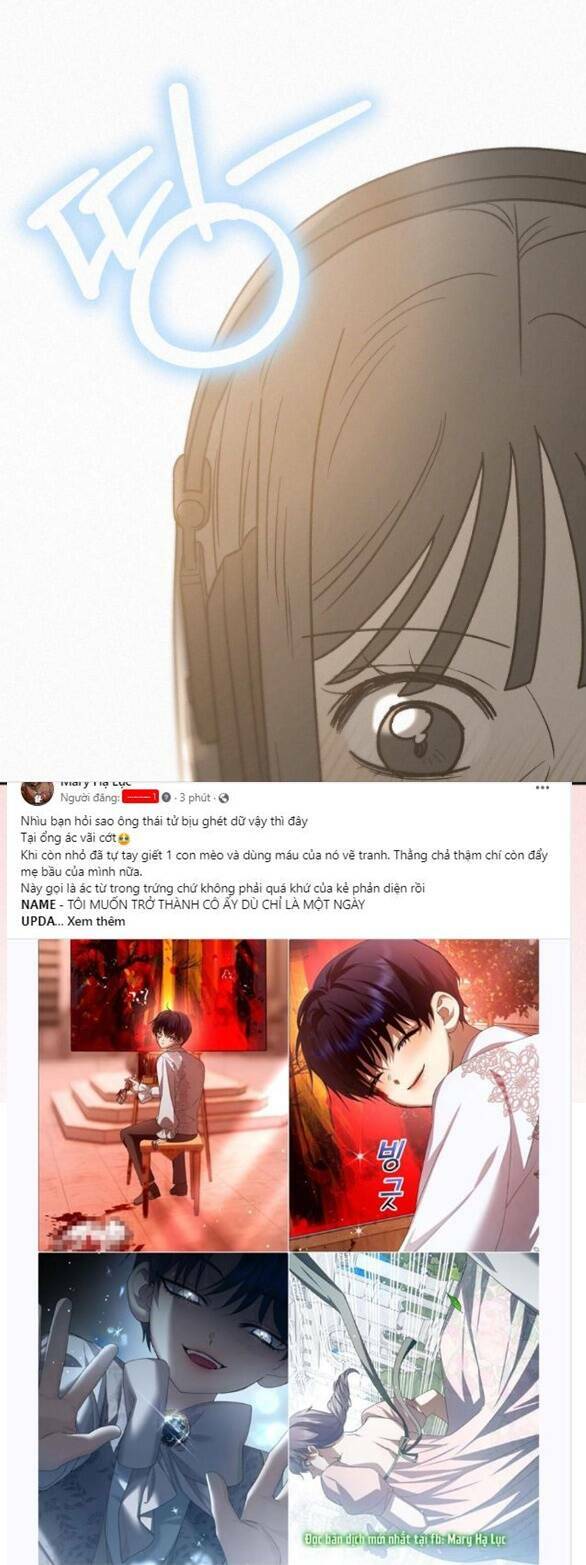 땅
Mary Hạ Lục
Người đăng: · 3 phút ·
Nhìu bạn hỏi sao ông thái tử bịu ghét dữ vậy thì đây
Tại ổng ác vãi cớt
Khi còn nhỏ đã tự tay giết 1 con mèo và dùng máu của nó vẽ tranh. Thằng chả thậm chí còn đẩy
mẹ bầu của mình nữa.
Này gọi là ác từ trong trứng chứ không phải quá khứ của kẻ phản diện rồi
NAME - TÔI MUỐN TRỞ THÀNH CÔ ẤY DÙ CHỈ LÀ MỘT NGÀY
UPDA... Xem thêm
빙긋
Đọc bản dịch mới nhất tại fb: Mary Hạ Lục